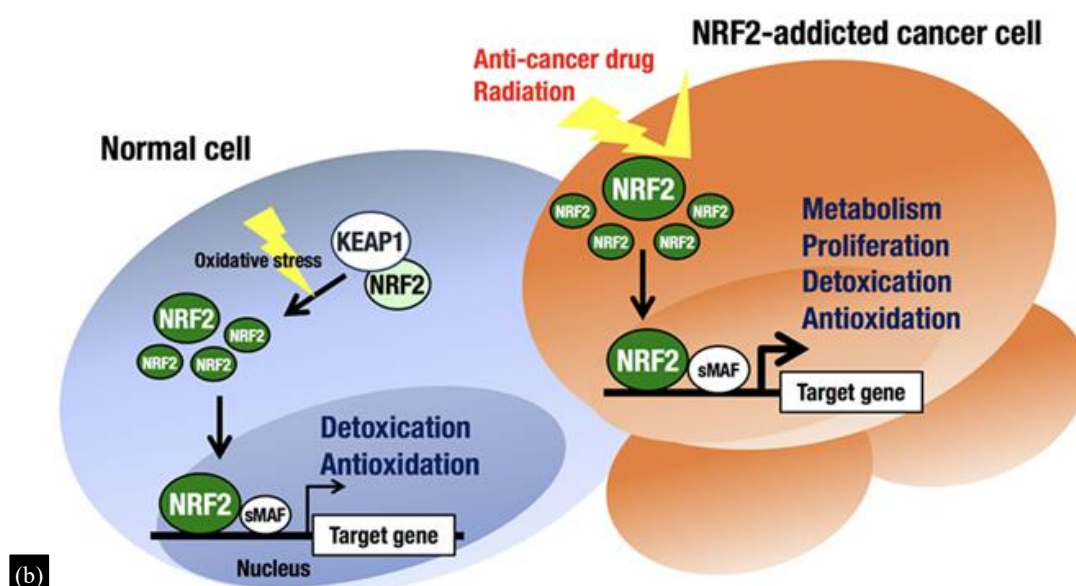 NRF2-addicted cancer cell
Anti-cancer drug
Radiation
Normal cell
NRF2
NRF2
NRF2
NRF2
NRF2
Metabolism
Proliferation
Detoxication
Antioxidation
KEAP1
NRF2
Oxidative stress
NRF2
NRF2
NRF2
NRF2
NRF2
sMAF
Target gene
Detoxication
Antioxidation
NRF2
sMAF
Target gene
Nucleus
(b)